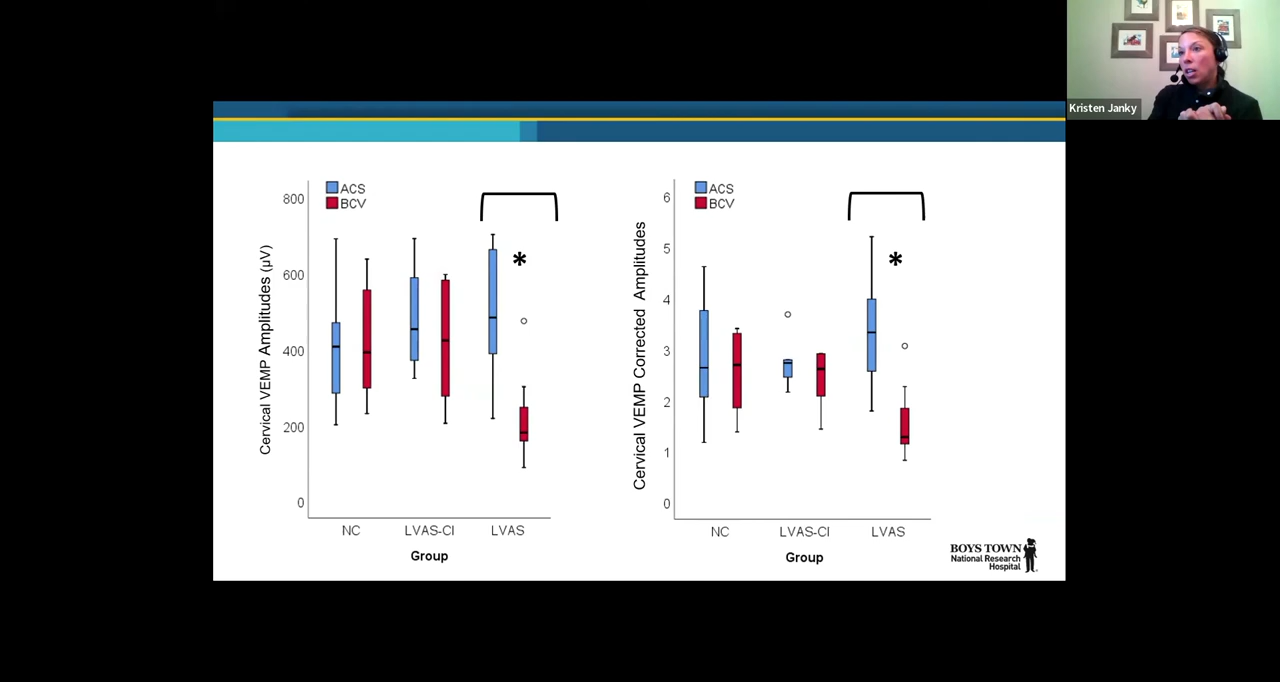 Kristen Janky
ACS
BCV
800
600
400
200
0
Cervical VEMP Amplitudes (µV)
*
NC LVAS-CI LVAS
Group
ACS
BCV
6
5
4
3
2
1
0
Cervical VEMP Corrected Amplitudes
*
NC LVAS-CI LVAS
Group
BOYS TOWN
National Research
Hospital